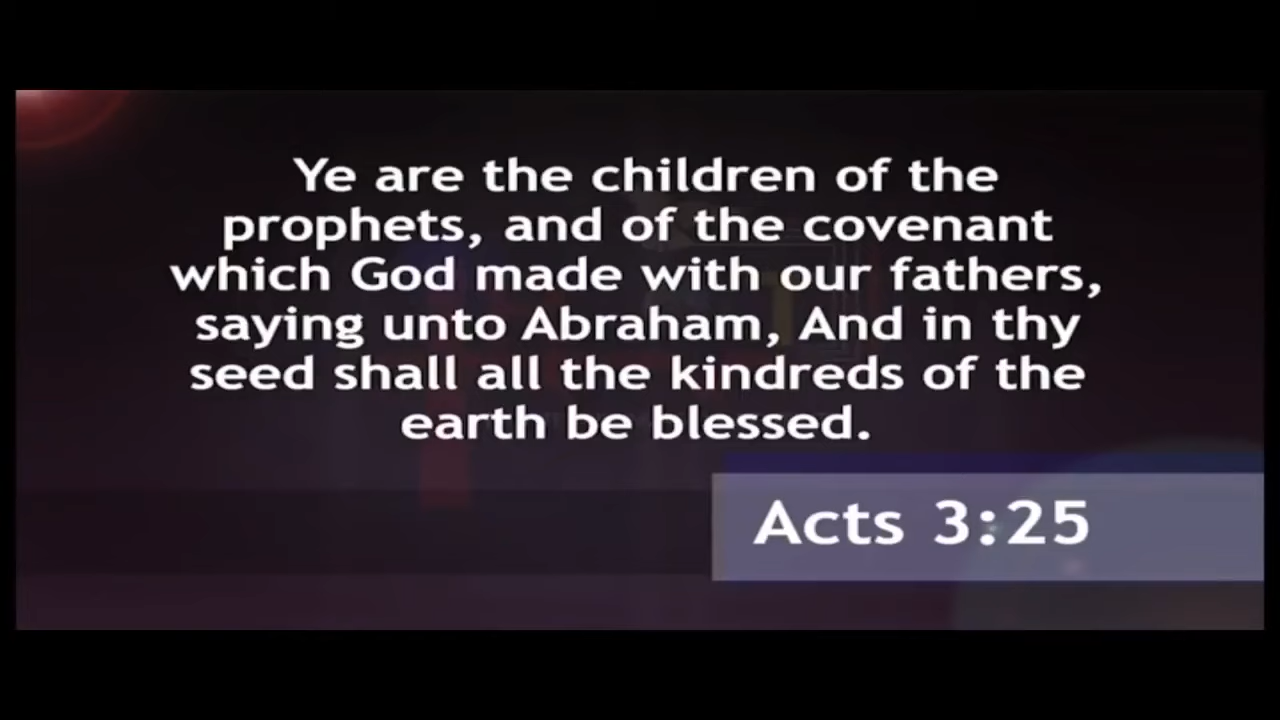 Ye are the children of the
prophets, and of the covenant
which God made with our fathers,
saying unto Abraham, And in thy
seed shall all the kindreds of the
earth be blessed.
Acts 3:25